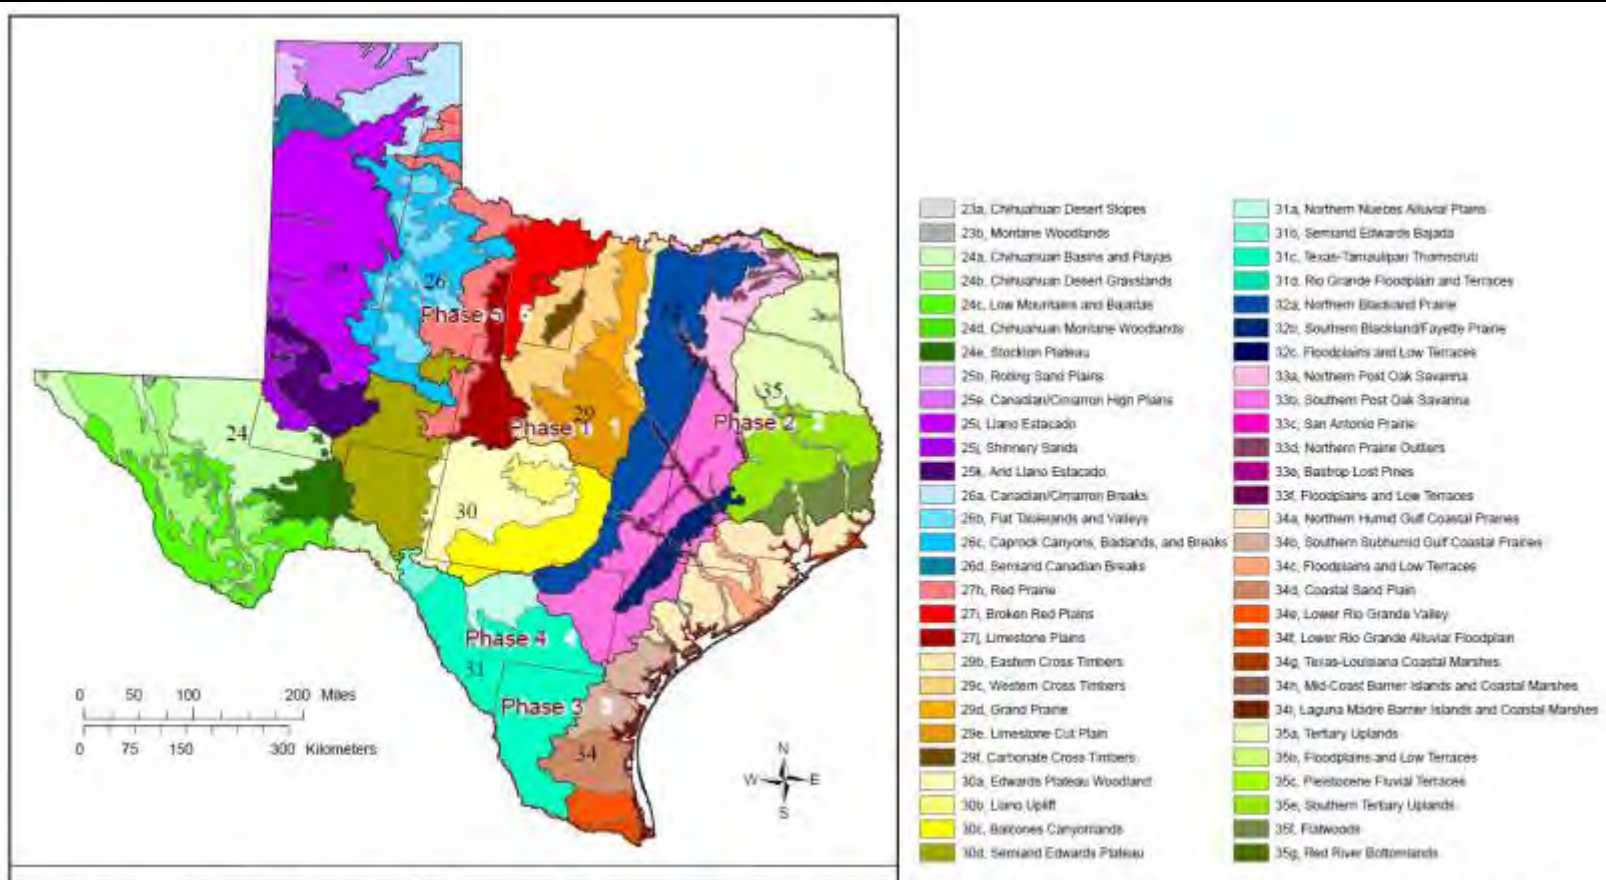 26
Phase 5 5
35
Phase 2 2
29
Phase 1 1
24
30
Phase 4 4
31
Phase 3 3
34
0 50 100 200 Miles
0 75 150 300 Kilometers
N
W E
S
23a, Chihuahuan Desert Slopes
23b, Montane Woodlands
24a, Chihuahuan Basins and Playas
24b, Chihuahuan Desert Grasslands
24c, Low Mountains and Bajadas
24d, Chihuahuan Montane Woodlands
24e, Stockton Plateau
25b, Rolling Sand Plains
25e, Canadian/Cimarron High Plains
25i, Llano Estacado
25j, Shinnery Sands
25k, Arid Llano Estacado
26a, Canadian/Cimarron Breaks
26b, Flat Tablelands and Valleys
26c, Caprock Canyons, Badlands, and Breaks
26d, Semiarid Canadian Breaks
27h, Red Prairie
27i, Broken Red Plains
27j, Limestone Plains
29b, Eastern Cross Timbers
29c, Western Cross Timbers
29d, Grand Prairie
29e, Limestone Cut Plain
29f, Carbonate Cross Timbers
30a, Edwards Plateau Woodland
30b, Llano Uplift
30c, Balcones Canyonlands
30d, Semiarid Edwards Plateau
31a, Northern Nueces Alluvial Plains
31b, Semiarid Edwards Bajada
31c, Texas-Tamaulipan Thornscrub
31d, Rio Grande Floodplain and Terraces
32a, Northern Blackland Prairie
32b, Southern Blackland/Fayette Prairie
32c, Floodplains and Low Terraces
33a, Northern Post Oak Savanna
33b, Southern Post Oak Savanna
33c, San Antonio Prairie
33d, Northern Prairie Outliers
33e, Bastrop Lost Pines
33f, Floodplains and Low Terraces
34a, Northern Humid Gulf Coastal Prairies
34b, Southern Subhumid Gulf Coastal Prairies
34c, Floodplains and Low Terraces
34d, Coastal Sand Plain
34e, Lower Rio Grande Valley
34f, Lower Rio Grande Alluvial Floodplain
34g, Texas-Louisiana Coastal Marshes
34h, Mid-Coast Barrier Islands and Coastal Marshes
34i, Laguna Madre Barrier Islands and Coastal Marshes
35a, Tertiary Uplands
35b, Floodplains and Low Terraces
35c, Pleistocene Fluvial Terraces
35e, Southern Tertiary Uplands
35f, Flatwoods
35g, Red River Bottomlands